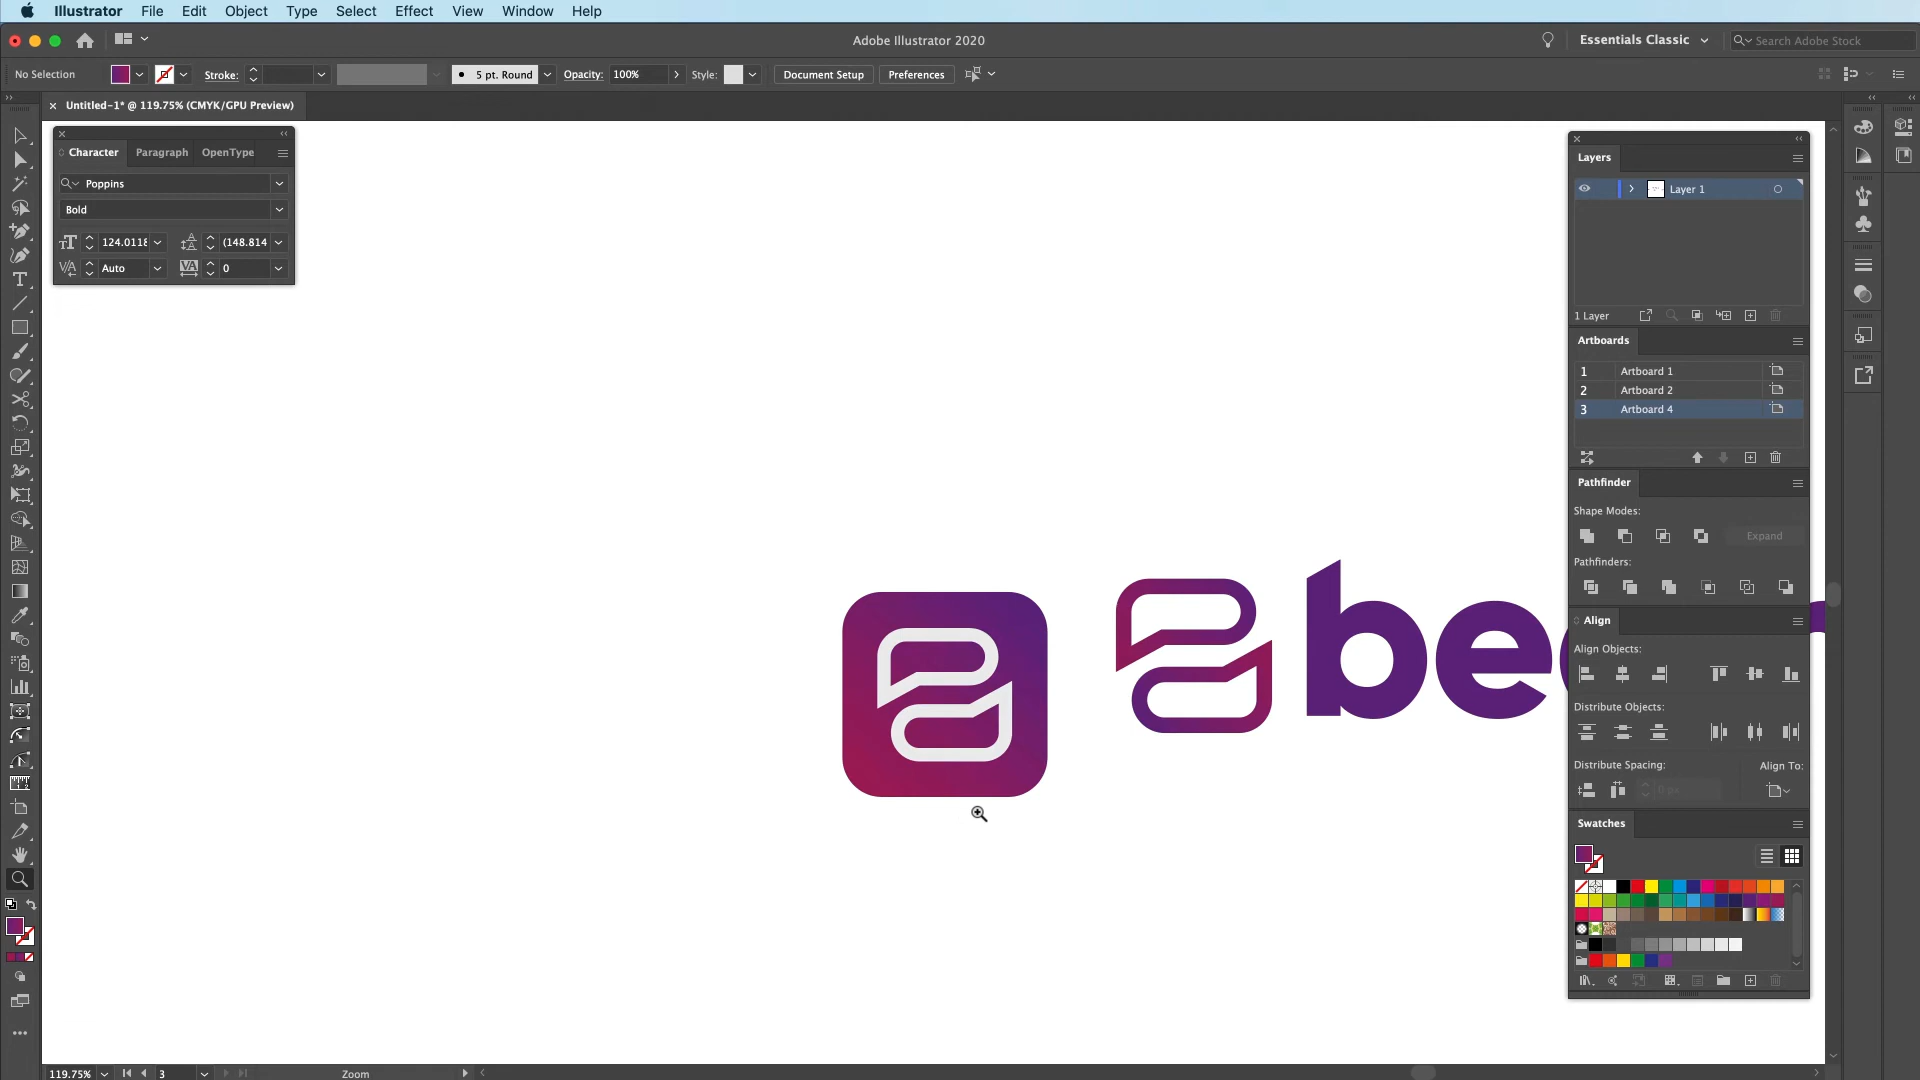 Illustrator File Edit Object Type Select Effect View Window Help
Adobe Illustrator 2020
Essentials Classic
Search Adobe Stock
No Selection
Stroke:
5 pt. Round
Opacity: 100%
Style:
Document Setup
Preferences
Untitled-1* @ 119.75% (CMYK/GPU Preview)
Character Paragraph OpenType
Poppins
Bold
124.0118
(148.814
Auto
0
Layers
Layer 1
1 Layer
Artboards
1 Artboard 1
2 Artboard 2
3 Artboard 4
Pathfinder
Shape Modes:
Expand
Pathfinders:
Align
Align Objects:
Distribute Objects:
Distribute Spacing:
Align To:
0 px
Swatches
be
119.75%
3
Zoom